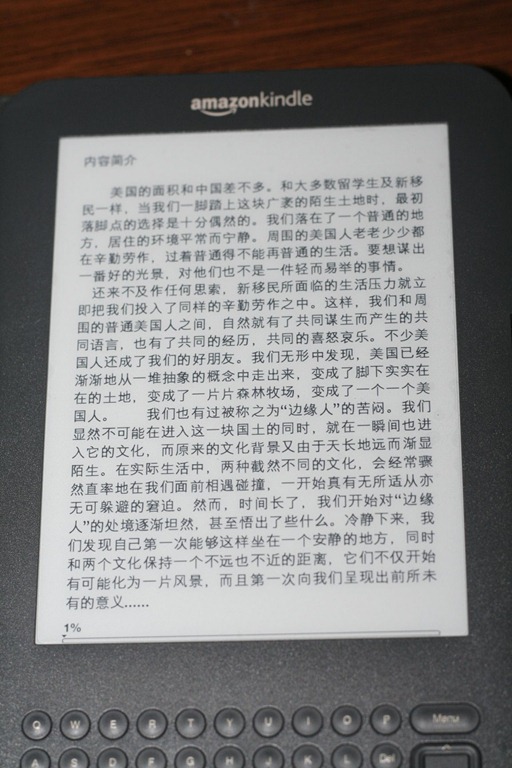 amazonkindle
内容简介
美国的面积和中国差不多。和大多数留学生及新移
民一样，当我们一脚踏上这块广袤的陌生土地时，最初
落脚点的选择是十分偶然的。我们落在了一个普通的地
方，居住的环境平常而宁静。周围的美国人老老少少都
在辛勤劳作，过着普通得不能再普通的生活。要想谋出
一番好的光景，对他们也不是一件轻而易举的事情。
还来不及作任何思索，新移民所面临的生活压力就立
即把我们投入了同样的辛勤劳作之中。这样，我们和周
围的普通美国人之间，自然就有了共同谋生而产生的共
同语言，也有了共同的经历，共同的喜怒哀乐。不少美
国人还成了我们的好朋友。我们无形中发现，美国已经
渐渐地从一堆抽象的概念中走出来，变成了脚下实实在
在的土地，变成了一片片森林牧场，变成了一个一个美
国人。 我们也有过被称之为“边缘人”的苦闷。我们
显然不可能在进入这一块国土的同时，就在一瞬间也进
入它的文化，而原来的文化背景又由于天长地远而渐显
陌生。在实际生活中，两种截然不同的文化，会经常骤
然直率地在我们面前相遇碰撞，一开始真有无所适从亦
无可躲避的窘迫。然而，时间长了，我们开始对“边缘
人”的处境逐渐坦然，甚至悟出了些什么。冷静下来，我
们发现自己第一次能够这样坐在一个安静的地方，同时
和两个文化保持一个不远也不近的距离，它们不仅开始
有可能化为一片风景，而且第一次向我们呈现出前所未
有的意义......
1%
Q W E R T Y U I O P Menu
A S D F G H J K L Del